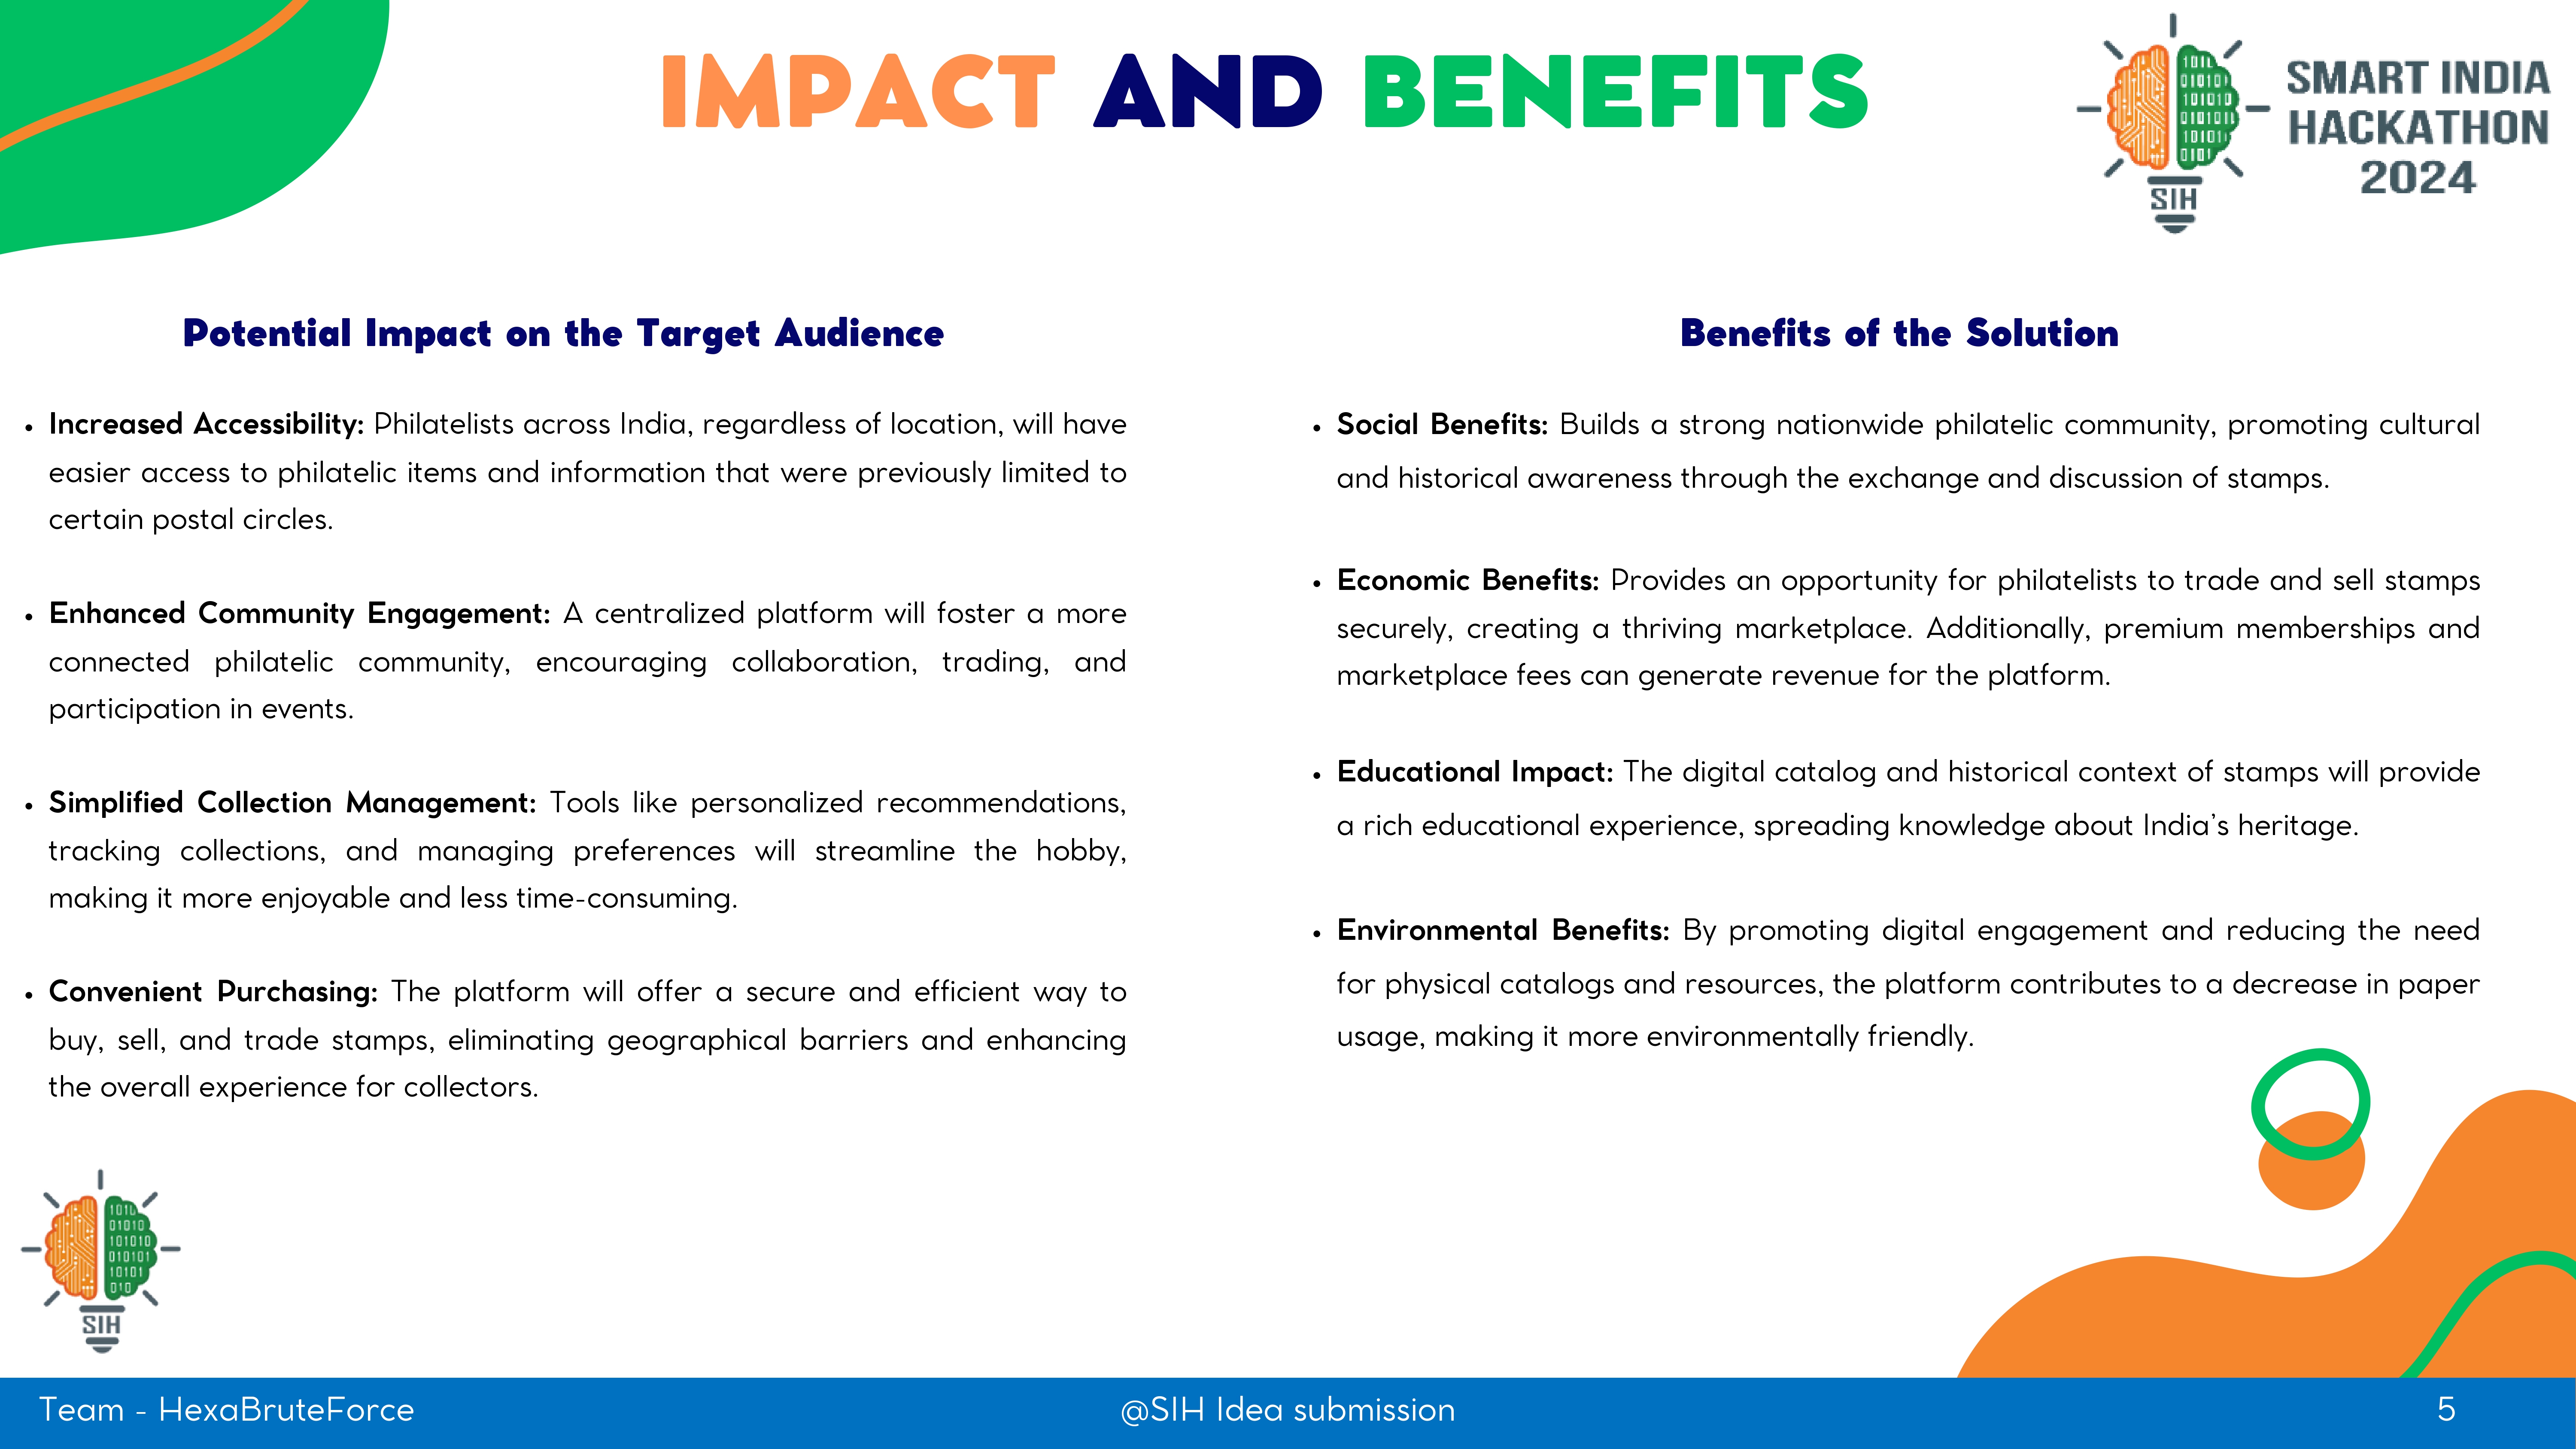 IMPACT AND BENEFITS
SMART INDIA
HACKATHON
2024
SIH
Potential Impact on the Target Audience
• Increased Accessibility: Philatelists across India, regardless of location, will have
easier access to philatelic items and information that were previously limited to
certain postal circles.
• Enhanced Community Engagement: A centralized platform will foster a more
connected philatelic community, encouraging collaboration, trading, and
participation in events.
• Simplified Collection Management: Tools like personalized recommendations,
tracking collections, and managing preferences will streamline the hobby,
making it more enjoyable and less time-consuming.
• Convenient Purchasing: The platform will offer a secure and efficient way to
buy, sell, and trade stamps, eliminating geographical barriers and enhancing
the overall experience for collectors.
Benefits of the Solution
• Social Benefits: Builds a strong nationwide philatelic community, promoting cultural
and historical awareness through the exchange and discussion of stamps.
• Economic Benefits: Provides an opportunity for philatelists to trade and sell stamps
securely, creating a thriving marketplace. Additionally, premium memberships and
marketplace fees can generate revenue for the platform.
• Educational Impact: The digital catalog and historical context of stamps will provide
a rich educational experience, spreading knowledge about India's heritage.
• Environmental Benefits: By promoting digital engagement and reducing the need
for physical catalogs and resources, the platform contributes to a decrease in paper
usage, making it more environmentally friendly.
101010
010101
10101
SIH
Team - HexaBruteForce
@SIH Idea submission
5